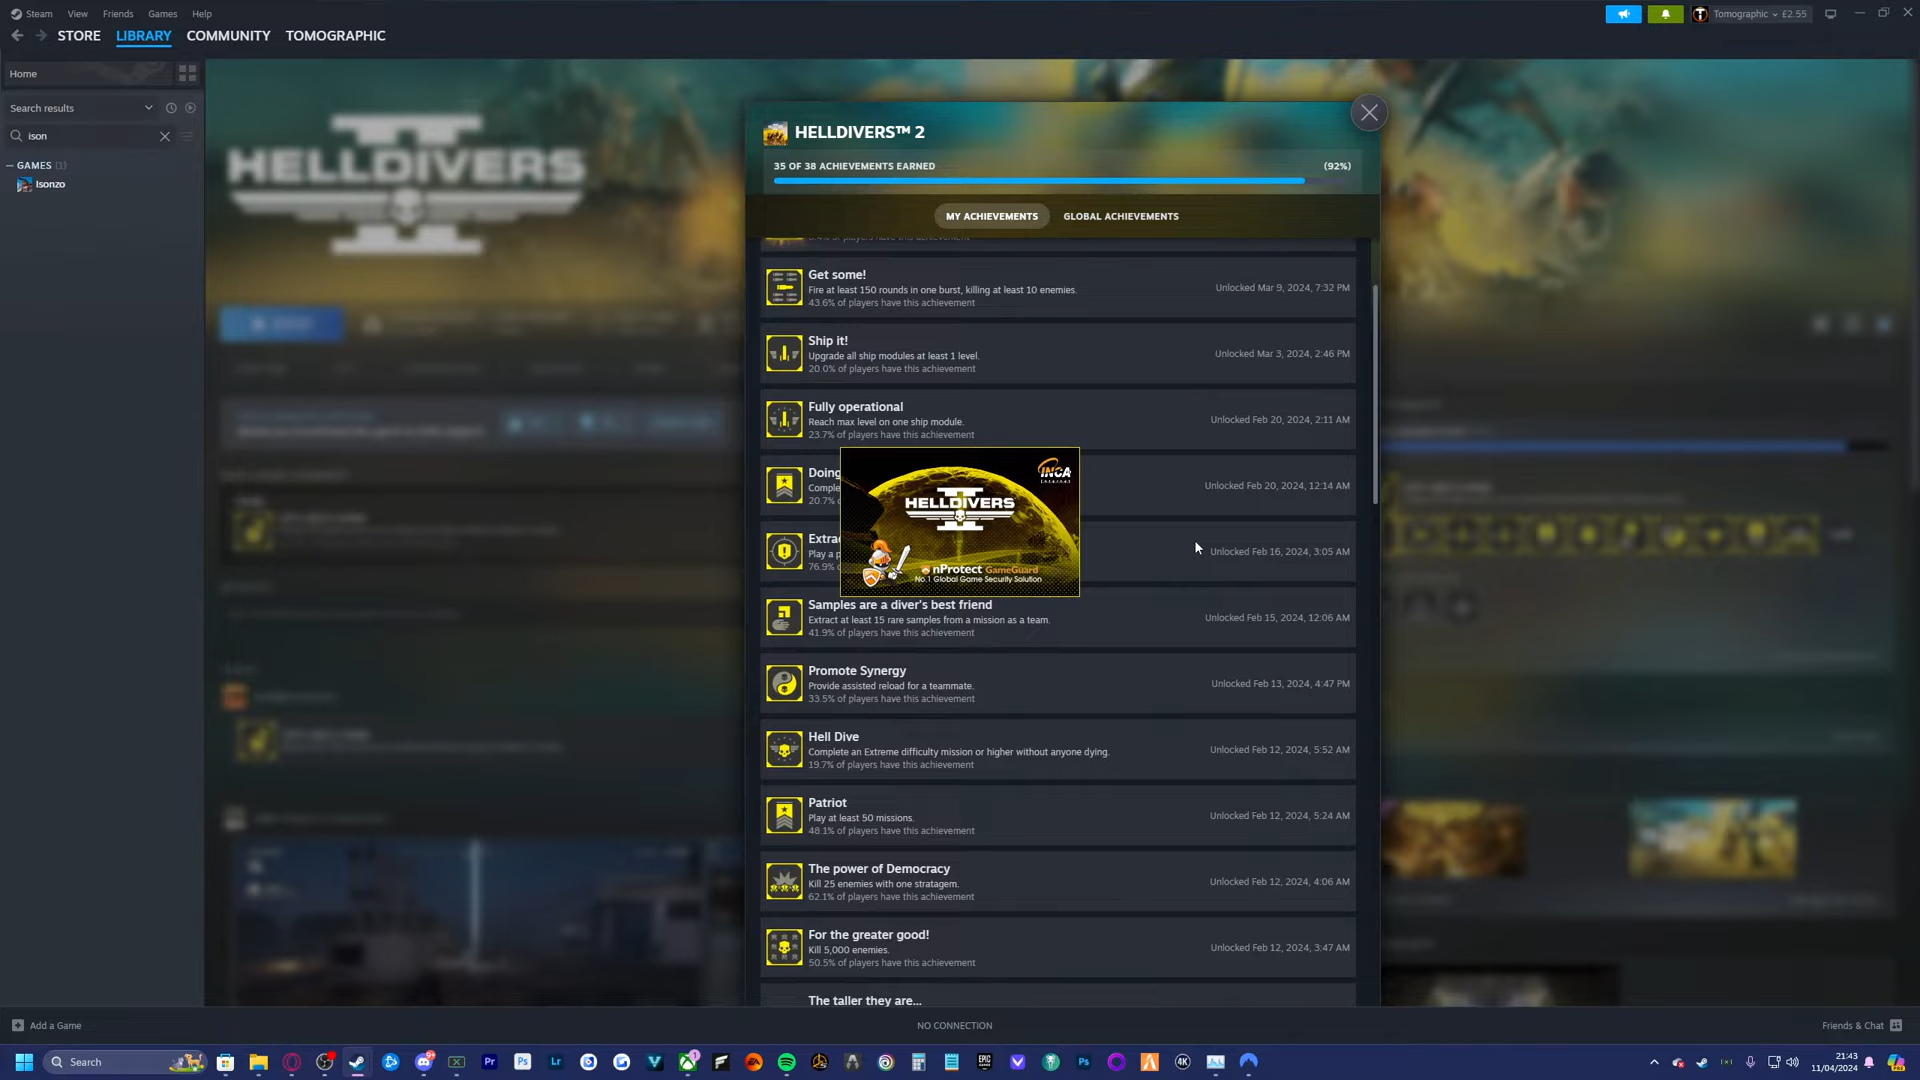 Steam View Friends Games Help
Tomographic £2.55
STORE LIBRARY COMMUNITY TOMOGRAPHIC
Home
Search results
ison
GAMES (1)
Isonzo
HELLDIVERS
HELLDIVERS™ 2
35 OF 38 ACHIEVEMENTS EARNED (92%)
MY ACHIEVEMENTS GLOBAL ACHIEVEMENTS
Get some!
Fire at least 150 rounds in one burst, killing at least 10 enemies.
43.6% of players have this achievement
Unlocked Mar 9, 2024, 7:32 PM
Ship it!
Upgrade all ship modules at least 1 level.
20.0% of players have this achievement
Unlocked Mar 3, 2024, 2:46 PM
Fully operational
Reach max level on one ship module.
23.7% of players have this achievement
Unlocked Feb 20, 2024, 2:11 AM
Doing
Comple
20.7%
Unlocked Feb 20, 2024, 12:14 AM
Extra
Play a p
76.9%
Unlocked Feb 16, 2024, 3:05 AM
INCA
Internet
HELLDIVERS
II
nProtect GameGuard
No.1 Global Game Security Solution
Samples are a diver's best friend
Extract at least 15 rare samples from a mission as a team.
41.9% of players have this achievement
Unlocked Feb 15, 2024, 12:06 AM
Promote Synergy
Provide assisted reload for a teammate.
33.5% of players have this achievement
Unlocked Feb 13, 2024, 4:47 PM
Hell Dive
Complete an Extreme difficulty mission or higher without anyone dying.
19.7% of players have this achievement
Unlocked Feb 12, 2024, 5:52 AM
Patriot
Play at least 50 missions.
48.1% of players have this achievement
Unlocked Feb 12, 2024, 5:24 AM
The power of Democracy
Kill 25 enemies with one stratagem.
62.1% of players have this achievement
Unlocked Feb 12, 2024, 4:06 AM
For the greater good!
Kill 5,000 enemies.
50.5% of players have this achievement
Unlocked Feb 12, 2024, 3:47 AM
The taller they are...
Add a Game
NO CONNECTION
Friends & Chat
Search
21:43
11/04/2024